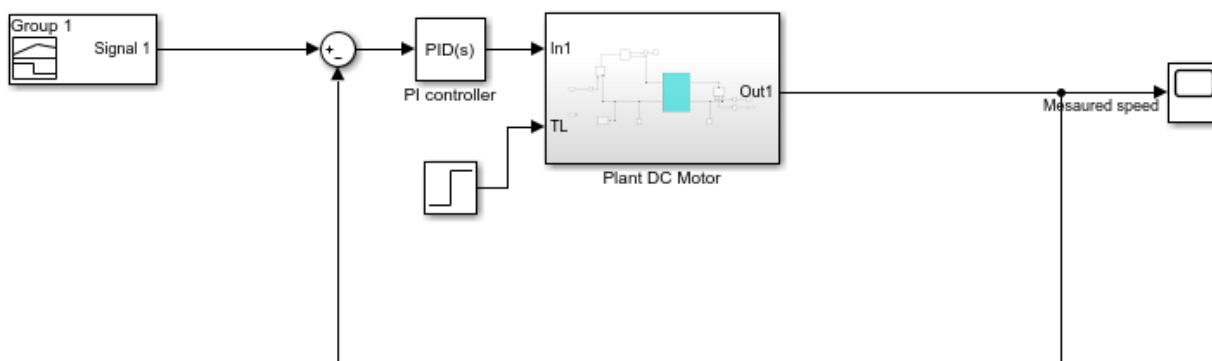 Group 1
Signal 1
+
−
PID(s)
PI controller
In1
TL
Out1
Plant DC Motor
Mesaured speed